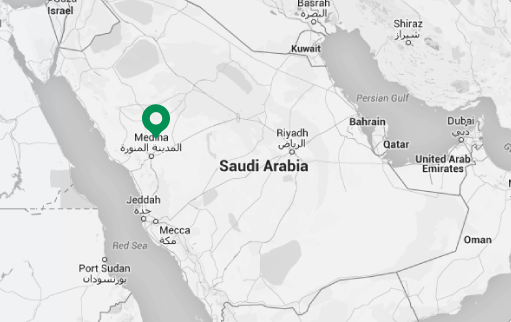 Israel
Basrah
البصرة
Shiraz
شيراز
Kuwait
Persian Gulf
Medina
المدينة المنورة
Riyadh
الرياض
Bahrain
Dubai
دبي
Qatar
Saudi Arabia
United Arab
Emirates
Jeddah
جدة
Mecca
مكة
Red Sea
Oman
Port Sudan
بورتسودان